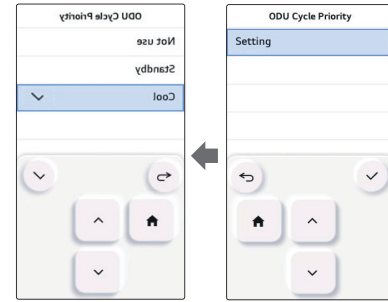 ODU Cycle Priority
Not use
Standby
Cool
ODU Cycle Priority
Setting